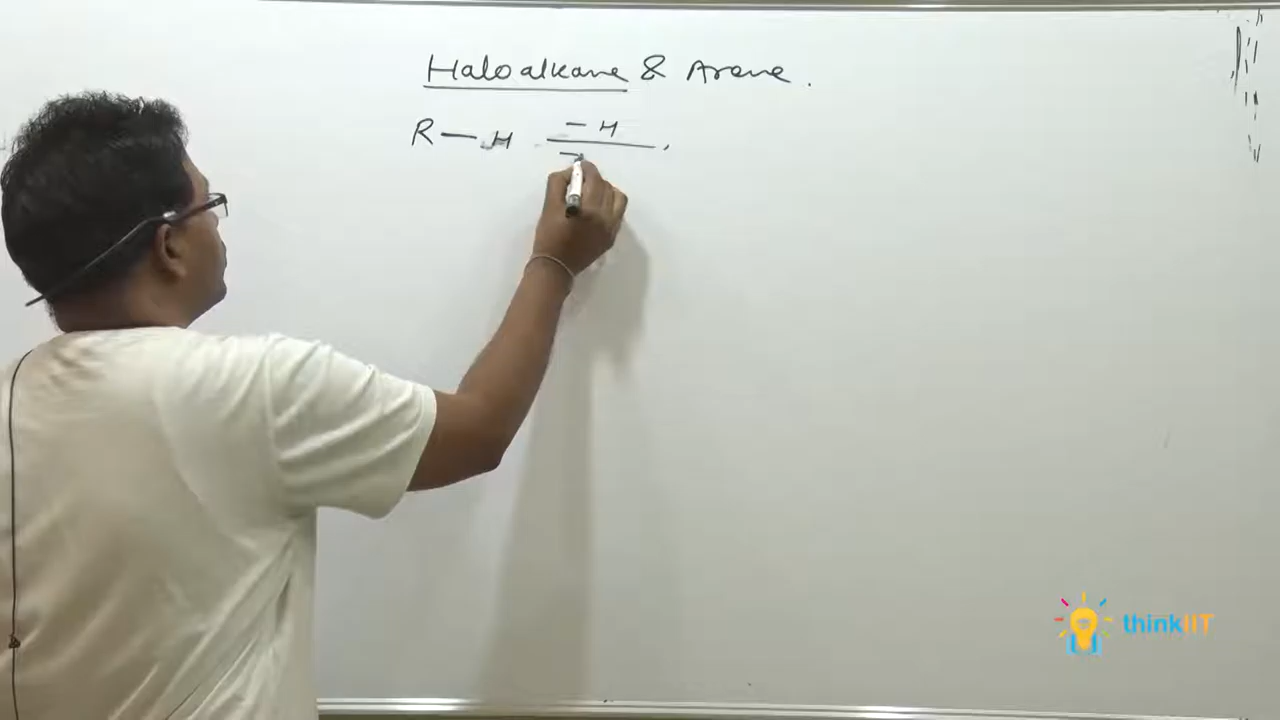 Haloalkane & Arene.
R — H — H
thinkIIT